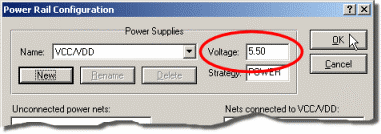 Power Rail Configuration
Power Supplies
Name: VCC/VDD
Voltage: 5.50
OK
New Rename Delete
Strategy: POWER
Cancel
Unconnected power nets:
Nets connected to VCC/VDD: